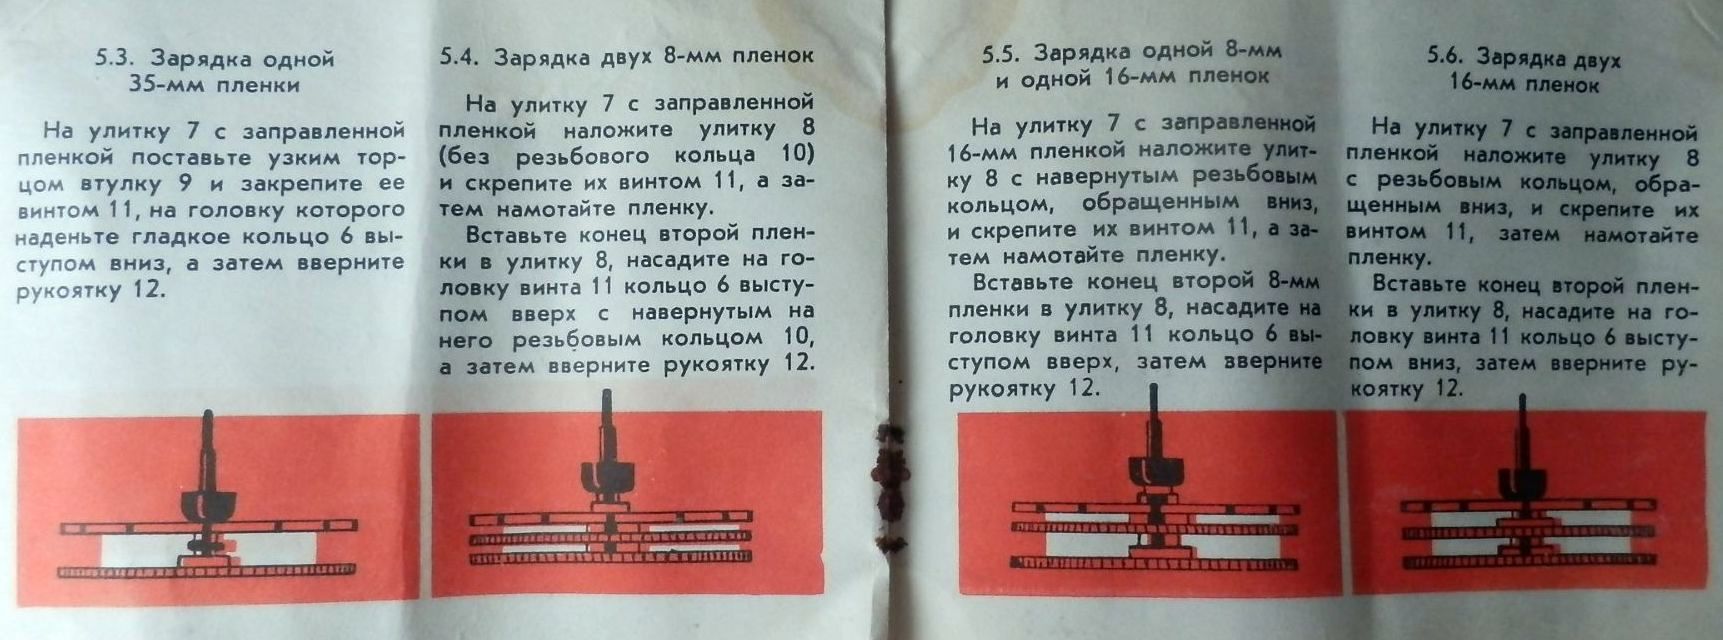 5.3. Зарядка одной
35-мм пленки
На улитку 7 с заправленной
пленкой поставьте узким тор-
цом втулку 9 и закрепите ее
винтом 11, на головку которого
наденьте гладкое кольцо 6 вы-
ступом вниз, а затем вверните
рукоятку 12.
5.4. Зарядка двух 8-мм пленок
На улитку 7 с заправленной
пленкой наложите улитку 8
(без резьбового кольца 10)
и скрепите их винтом 11, а за-
тем намотайте пленку.
Вставьте конец второй плен-
ки в улитку 8, насадите на го-
ловку винта 11 кольцо 6 высту-
пом вверх с навернутым на
него резьбовым кольцом 10,
а затем вверните рукоятку 12.
5.5. Зарядка одной 8-мм
и одной 16-мм пленок
На улитку 7 с заправленной
16-мм пленкой наложите улит-
ку 8 с навернутым резьбовым
кольцом, обращенным вниз,
и скрепите их винтом 11, а за-
тем намотайте пленку.
Вставьте конец второй 8-мм
пленки в улитку 8, насадите на
головку винта 11 кольцо 6 вы-
ступом вверх, затем вверните
рукоятку 12.
5.6. Зарядка двух
16-мм пленок
На улитку 7 с заправленной
пленкой наложите улитку 8
с резьбовым кольцом, обра-
щенным вниз, и скрепите их
винтом 11, затем намотайте
пленку.
Вставьте конец второй плен-
ки в улитку 8, насадите на го-
ловку винта 11 кольцо 6 высту-
пом вниз, затем вверните ру-
коятку 12.